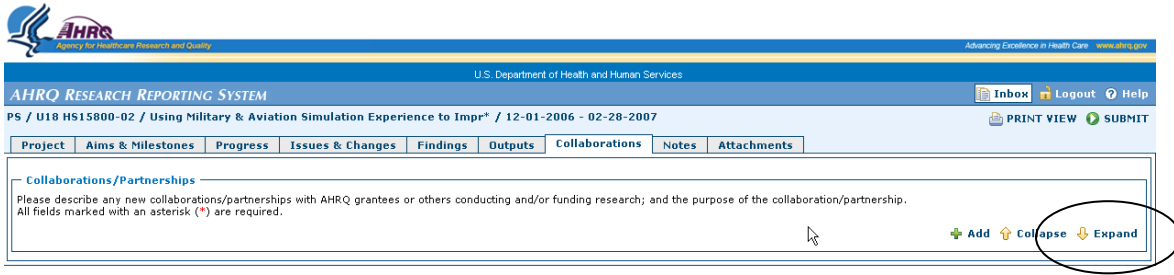 AHRQ
Agency for Healthcare Research and Quality
Advancing Excellence in Health Care www.ahrq.gov
U.S. Department of Health and Human Services
AHRQ RESEARCH REPORTING SYSTEM
Inbox Logout Help
PS / U18 HS15800-02 / Using Military & Aviation Simulation Experience to Impr* / 12-01-2006 - 02-28-2007
PRINT VIEW SUBMIT
Project Aims & Milestones Progress Issues & Changes Findings Outputs Collaborations Notes Attachments
Collaborations/Partnerships
Please describe any new collaborations/partnerships with AHRQ grantees or others conducting and/or funding research; and the purpose of the collaboration/partnership.
All fields marked with an asterisk (*) are required.
Add Collapse Expand